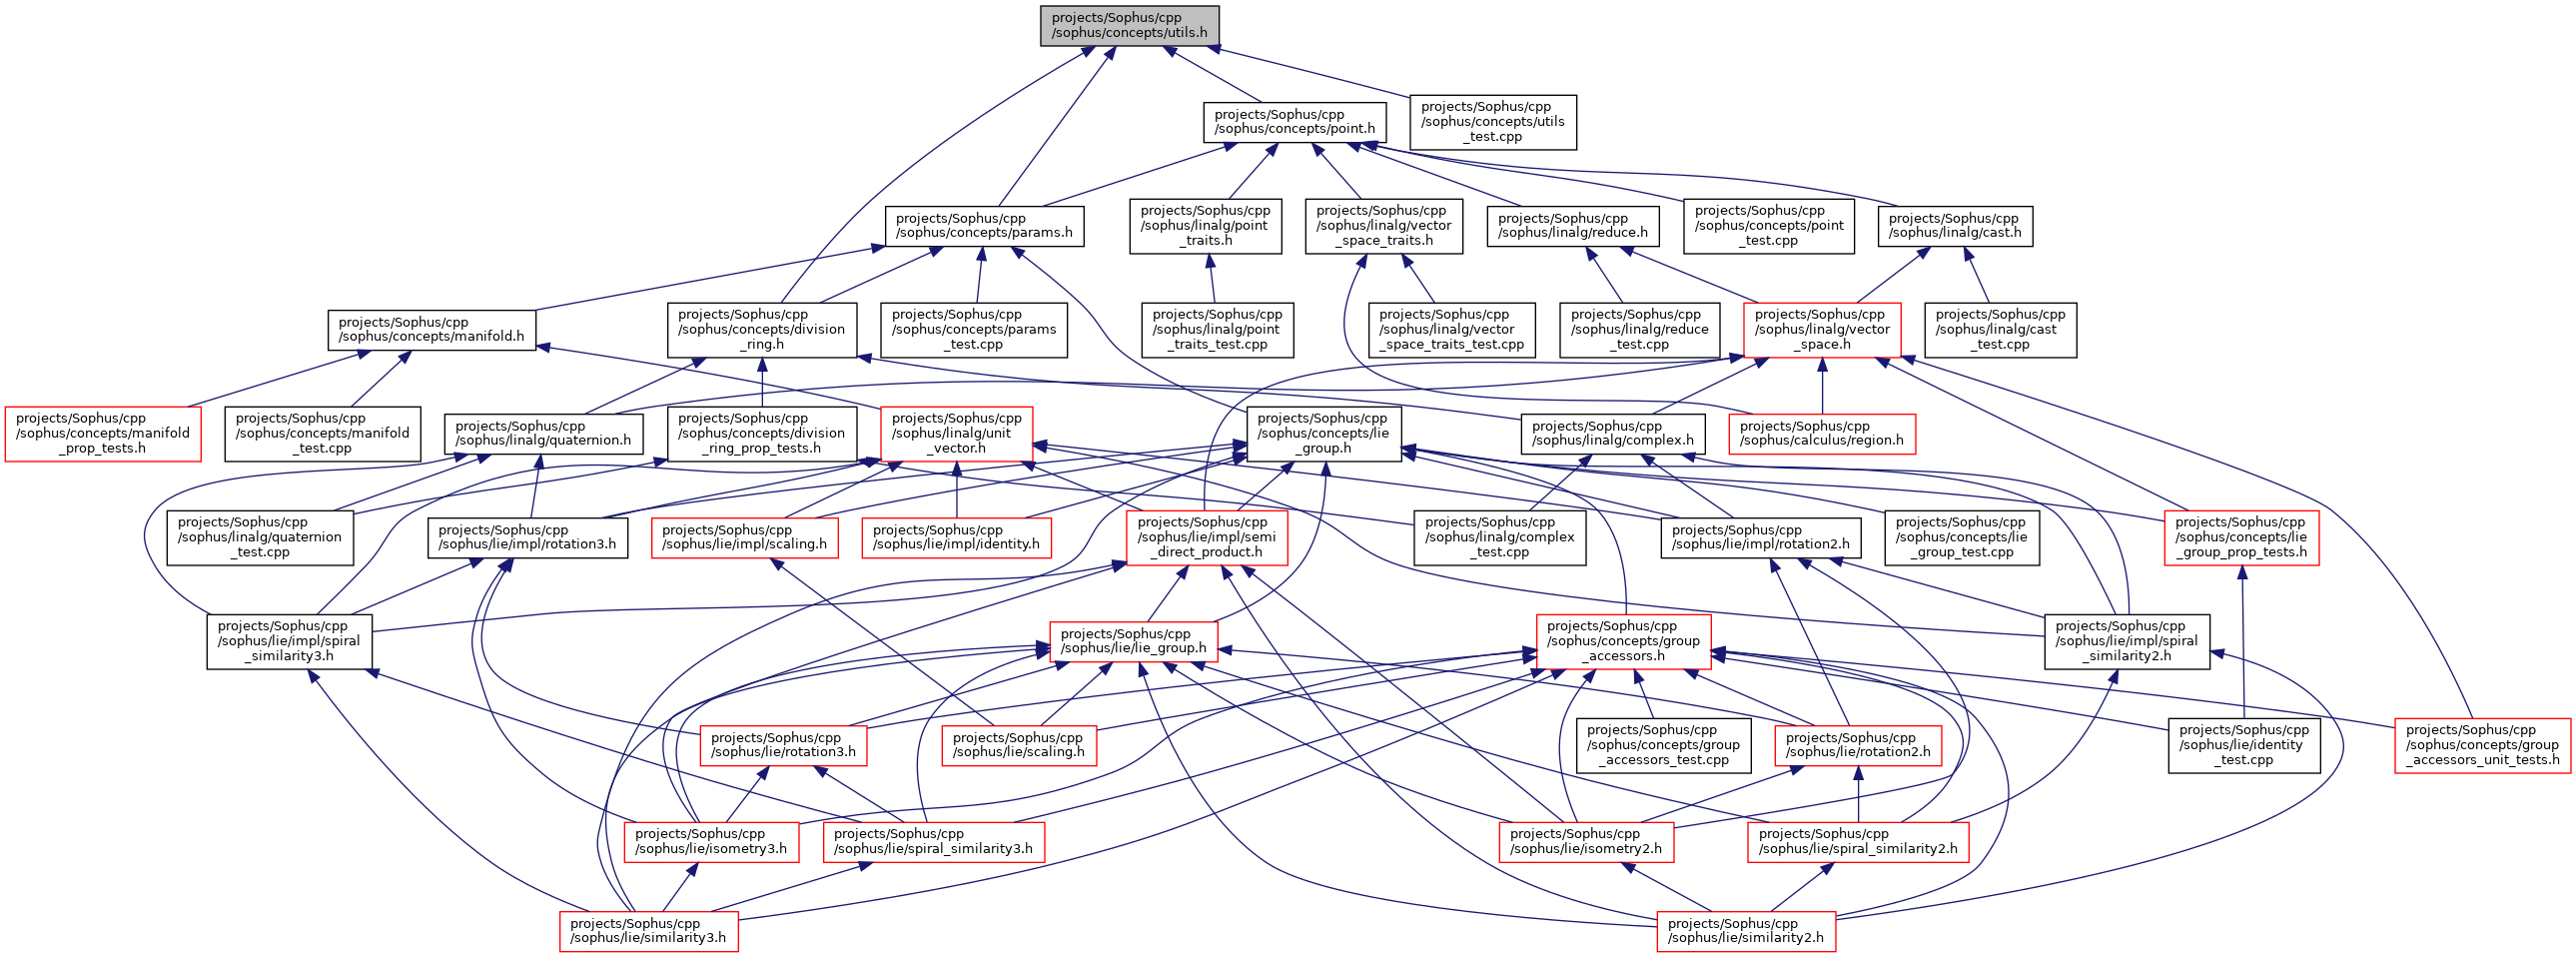 projects/Sophus/cpp
/sophus/concepts/utils.h
projects/Sophus/cpp
/sophus/concepts/point.h
projects/Sophus/cpp
/sophus/concepts/utils
_test.cpp
projects/Sophus/cpp
/sophus/concepts/params.h
projects/Sophus/cpp
/sophus/linalg/point
_traits.h
projects/Sophus/cpp
/sophus/linalg/vector
_space_traits.h
projects/Sophus/cpp
/sophus/linalg/reduce.h
projects/Sophus/cpp
/sophus/concepts/point
_test.cpp
projects/Sophus/cpp
/sophus/linalg/cast.h
projects/Sophus/cpp
/sophus/concepts/manifold.h
projects/Sophus/cpp
/sophus/concepts/division
_ring.h
projects/Sophus/cpp
/sophus/concepts/params
_test.cpp
projects/Sophus/cpp
/sophus/linalg/point
_traits_test.cpp
projects/Sophus/cpp
/sophus/linalg/vector
_space_traits_test.cpp
projects/Sophus/cpp
/sophus/linalg/reduce
_test.cpp
projects/Sophus/cpp
/sophus/linalg/vector
_space.h
projects/Sophus/cpp
/sophus/linalg/cast
_test.cpp
projects/Sophus/cpp
/sophus/concepts/manifold
_prop_tests.h
projects/Sophus/cpp
/sophus/concepts/manifold
_test.cpp
projects/Sophus/cpp
/sophus/linalg/quaternion.h
projects/Sophus/cpp
/sophus/concepts/division
_ring_prop_tests.h
projects/Sophus/cpp
/sophus/linalg/unit
_vector.h
projects/Sophus/cpp
/sophus/concepts/lie
_group.h
projects/Sophus/cpp
/sophus/linalg/complex.h
projects/Sophus/cpp
/sophus/calculus/region.h
projects/Sophus/cpp
/sophus/linalg/quaternion
_test.cpp
projects/Sophus/cpp
/sophus/lie/impl/rotation3.h
projects/Sophus/cpp
/sophus/lie/impl/scaling.h
projects/Sophus/cpp
/sophus/lie/impl/identity.h
projects/Sophus/cpp
/sophus/lie/impl/semi
_direct_product.h
projects/Sophus/cpp
/sophus/linalg/complex
_test.cpp
projects/Sophus/cpp
/sophus/lie/impl/rotation2.h
projects/Sophus/cpp
/sophus/concepts/lie
_group_test.cpp
projects/Sophus/cpp
/sophus/concepts/lie
_group_prop_tests.h
projects/Sophus/cpp
/sophus/lie/impl/spiral
_similarity3.h
projects/Sophus/cpp
/sophus/lie/lie_group.h
projects/Sophus/cpp
/sophus/concepts/group
_accessors.h
projects/Sophus/cpp
/sophus/lie/impl/spiral
_similarity2.h
projects/Sophus/cpp
/sophus/lie/rotation3.h
projects/Sophus/cpp
/sophus/lie/scaling.h
projects/Sophus/cpp
/sophus/concepts/group
_accessors_test.cpp
projects/Sophus/cpp
/sophus/lie/rotation2.h
projects/Sophus/cpp
/sophus/lie/identity
_test.cpp
projects/Sophus/cpp
/sophus/concepts/group
_accessors_unit_tests.h
projects/Sophus/cpp
/sophus/lie/isometry3.h
projects/Sophus/cpp
/sophus/lie/spiral_similarity3.h
projects/Sophus/cpp
/sophus/lie/isometry2.h
projects/Sophus/cpp
/sophus/lie/spiral_similarity2.h
projects/Sophus/cpp
/sophus/lie/similarity3.h
projects/Sophus/cpp
/sophus/lie/similarity2.h